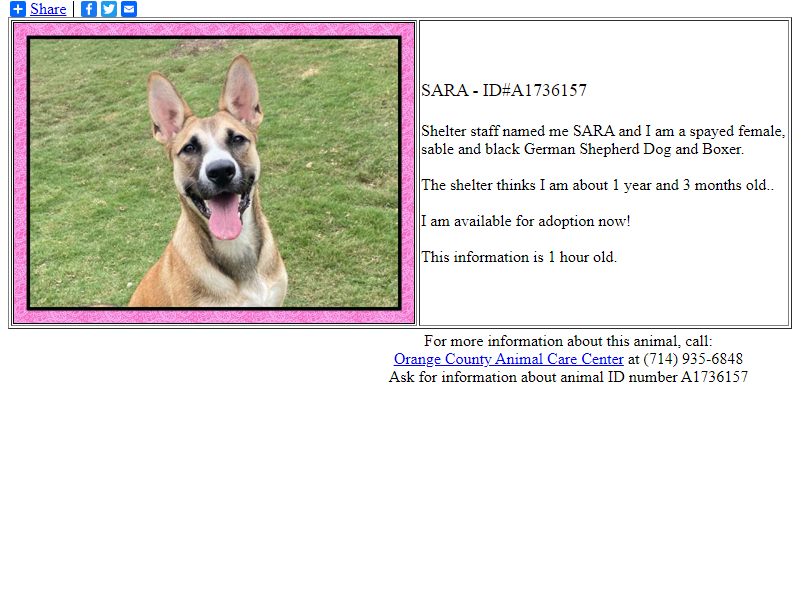 Share
SARA - ID#A1736157
Shelter staff named me SARA and I am a spayed female,
sable and black German Shepherd Dog and Boxer.
The shelter thinks I am about 1 year and 3 months old..
I am available for adoption now!
This information is 1 hour old.
For more information about this animal, call:
Orange County Animal Care Center at (714) 935-6848
Ask for information about animal ID number A1736157